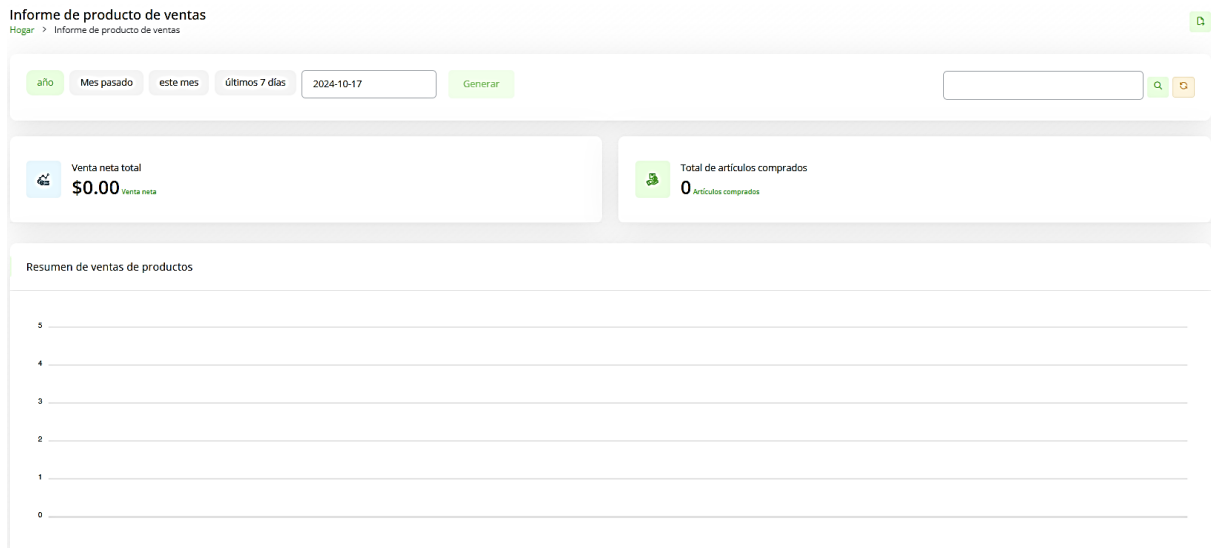 Informe de producto de ventas
Hogar > Informe de producto de ventas
año Mes pasado este mes últimos 7 días 2024-10-17 Generar
Venta neta total
$0.00 Venta neta
Total de artículos comprados
0 Artículos comprados
Resumen de ventas de productos
5
4
3
2
1
0